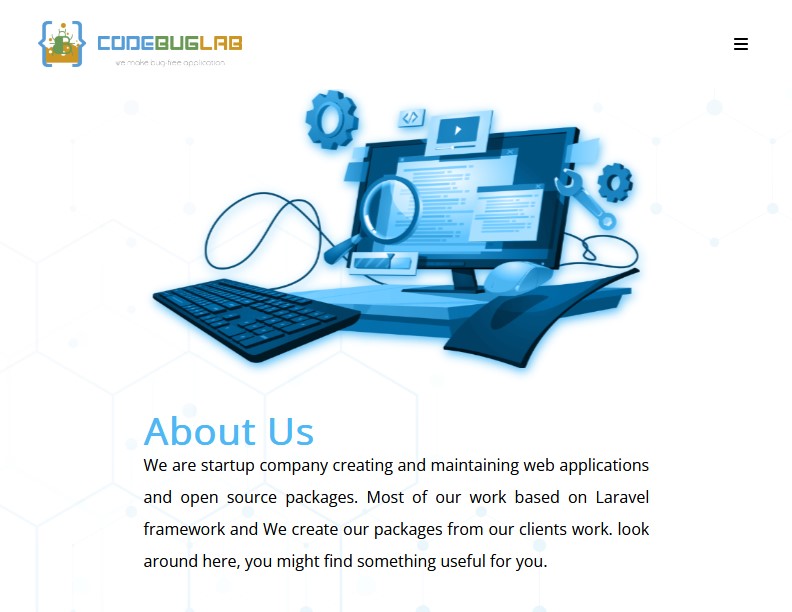 CODEBUGLAB
we make bug free application
</>
About Us
We are startup company creating and maintaining web applications
and open source packages. Most of our work based on Laravel
framework and We create our packages from our clients work. look
around here, you might find something useful for you.